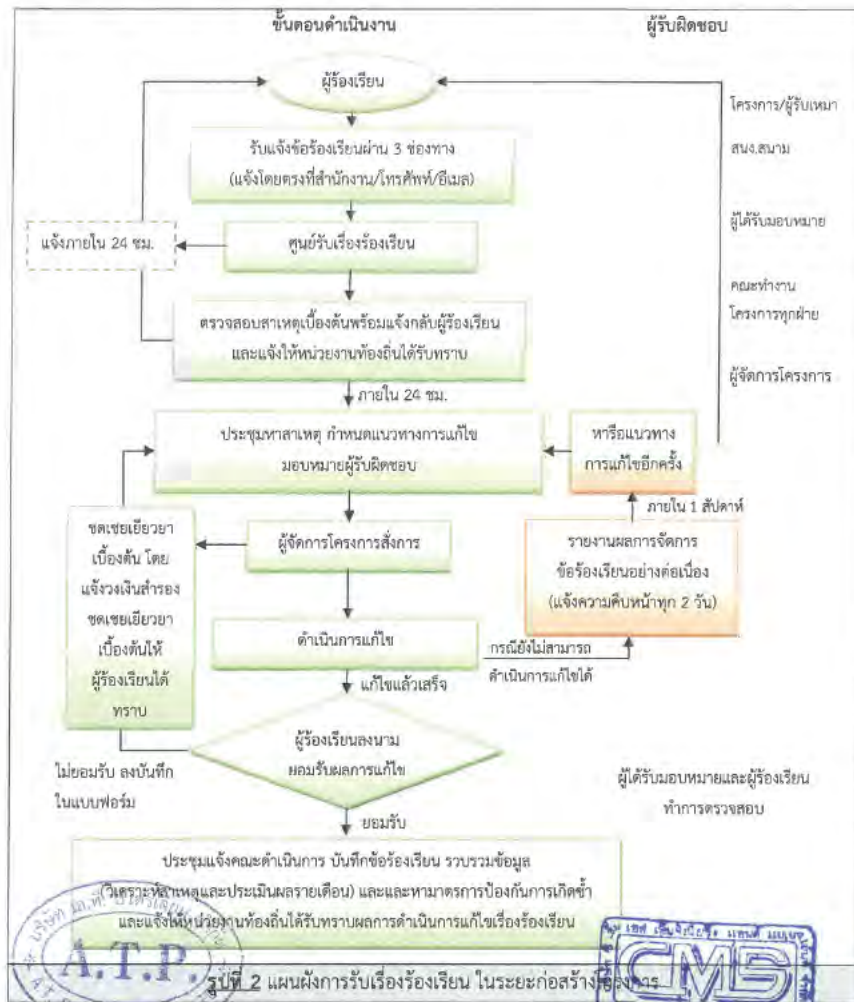 ขั้นตอนดำเนินงาน
ผู้รับผิดชอบ
ผู้ร้องเรียน
โครงการ/ผู้รับเหมา
รับแจ้งข้อร้องเรียนผ่าน 3 ช่องทาง
(แจ้งโดยตรงที่สำนักงาน/โทรศัพท์/อีเมล)
สนง.สนาม
แจ้งภายใน 24 ชม.
ศูนย์รับเรื่องร้องเรียน
ผู้ได้รับมอบหมาย
ตรวจสอบสาเหตุเบื้องต้นพร้อมแจ้งกลับผู้ร้องเรียน
และแจ้งให้หน่วยงานท้องถิ่นได้รับทราบ
คณะทำงาน
โครงการทุกฝ่าย
ผู้จัดการโครงการ
ภายใน 24 ชม.
ประชุมหาสาเหตุ กำหนดแนวทางการแก้ไข
มอบหมายผู้รับผิดชอบ
หารือแนวทาง
การแก้ไขอีกครั้ง
ภายใน 1 สัปดาห์
ชดเชยเยียวยา
เบื้องต้น โดย
แจ้งวงเงินสำรอง
ชดเชยเยียวยา
เบื้องต้นให้
ผู้ร้องเรียนได้
ทราบ
ผู้จัดการโครงการสั่งการ
รายงานผลการจัดการ
ข้อร้องเรียนอย่างต่อเนื่อง
(แจ้งความคืบหน้าทุก 2 วัน)
ดำเนินการแก้ไข
กรณียังไม่สามารถ
ดำเนินการแก้ไขได้
แก้ไขแล้วเสร็จ
ผู้ร้องเรียนลงนาม
ยอมรับผลการแก้ไข
ไม่ยอมรับ ลงบันทึก
ในแบบฟอร์ม
ผู้ได้รับมอบหมายและผู้ร้องเรียน
ทำการตรวจสอบ
ยอมรับ
ประชุมแจ้งคณะดำเนินการ บันทึกข้อร้องเรียน รวบรวมข้อมูล
(วิเคราะห์สาเหตุและประเมินผลรายเดือน) และและหามาตรการป้องกันการเกิดซ้ำ
และแจ้งให้หน่วยงานท้องถิ่นได้รับทราบผลการดำเนินการแก้ไขเรื่องร้องเรียน
A.T.P.
CMS
รูปที่ 2 แผนผังการรับเรื่องร้องเรียน ในระยะก่อสร้างโครงการ